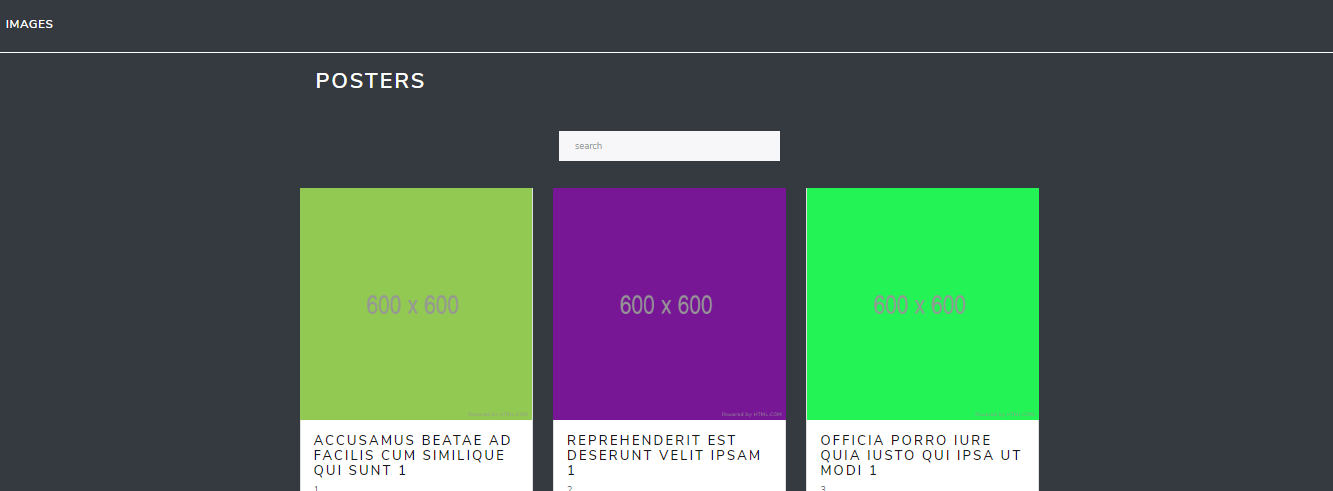 IMAGES
POSTERS
search
600 x 600
600 x 600
600 x 600
Powered by HTML.COM
Powered by HTML.COM
Powered by HTML.COM
ACCUSAMUS BEATAE AD
FACILIS CUM SIMILIQUE
QUI SUNT 1
1
REPREHENDERIT EST
DESERUNT VELIT IPSAM
1
2
OFFICIA PORRO IURE
QUIA IUSTO QUI IPSA UT
MODI 1
3